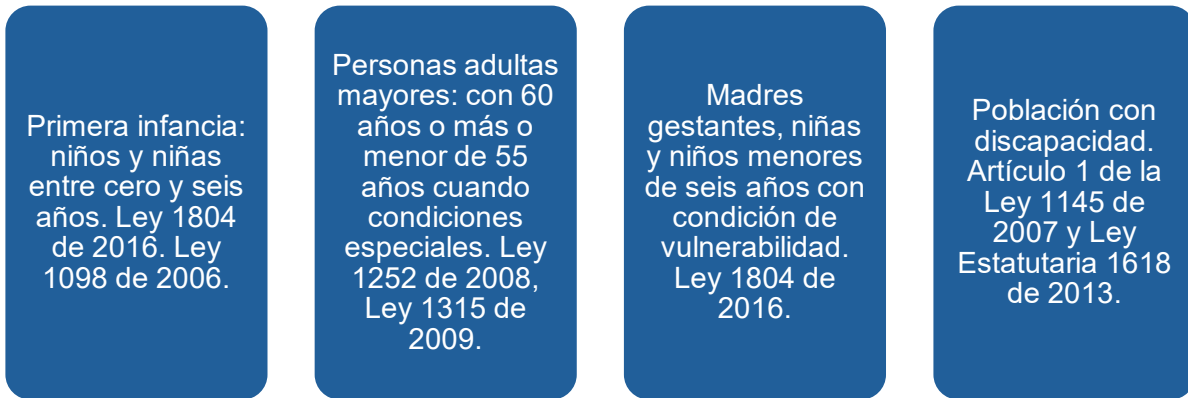 Primera infancia:
niños y niñas
entre cero y seis
años. Ley 1804
de 2016. Ley
1098 de 2006.
Personas adultas
mayores: con 60
años o más o
menor de 55
años cuando
condiciones
especiales. Ley
1252 de 2008,
Ley 1315 de
2009.
Madres
gestantes, niñas
y niños menores
de seis años con
condición de
vulnerabilidad.
Ley 1804 de
2016.
Población con
discapacidad.
Artículo 1 de la
Ley 1145 de
2007 y Ley
Estatutaria 1618
de 2013.